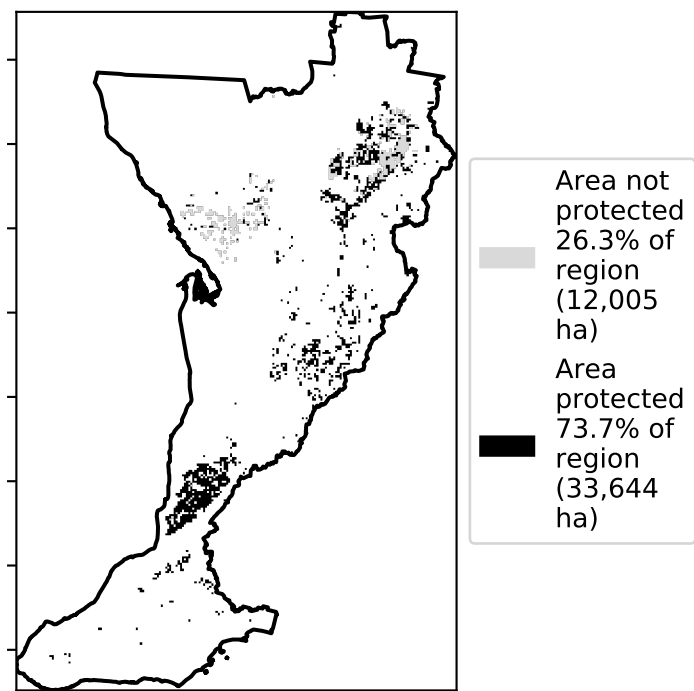 Area not
protected
26.3% of
region
(12,005
ha)
Area
protected
73.7% of
region
(33,644
ha)